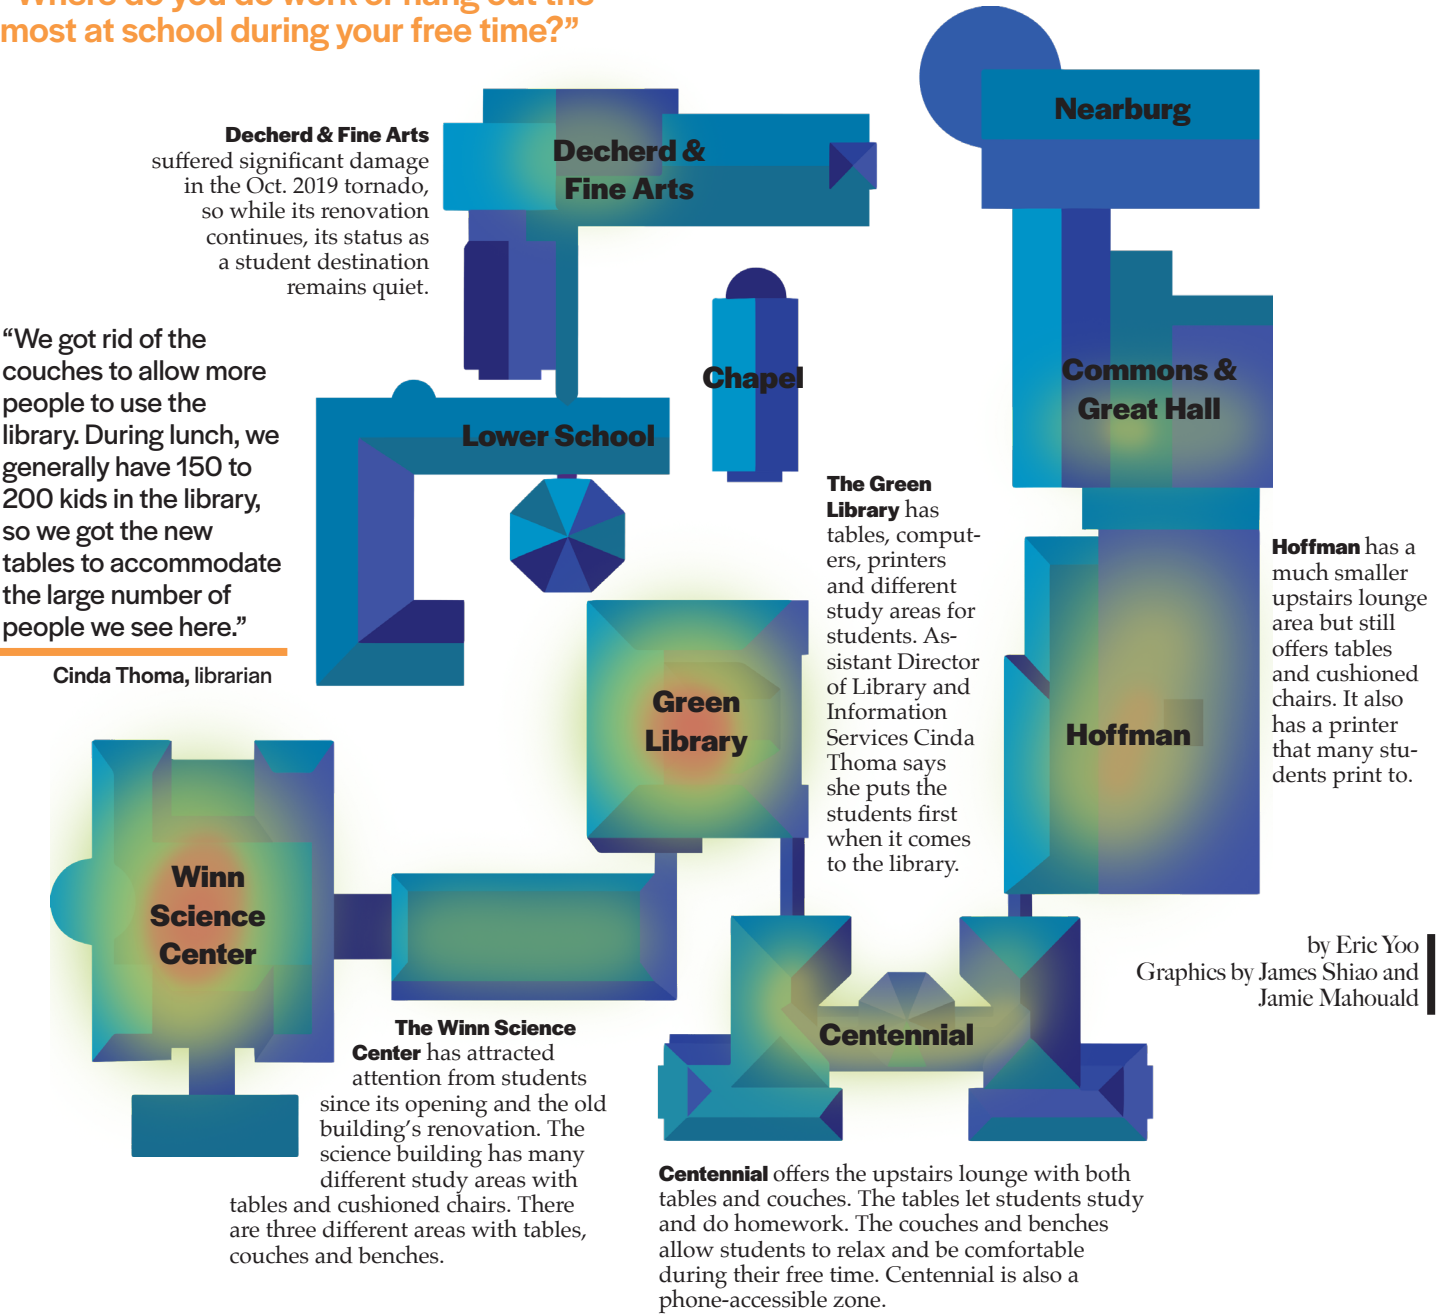 most at school during your free time?”
Decherd & Fine Arts
suffered significant damage
in the Oct. 2019 tornado,
so while its renovation
continues, its status as
a student destination
remains quiet.
“We got rid of the
couches to allow more
people to use the
library. During lunch, we
generally have 150 to
200 kids in the library,
so we got the new
tables to accommodate
the large number of
people we see here.”
Cinda Thoma, librarian
Decherd &
Fine Arts
Nearburg
Chapel
Lower School
Commons &
Great Hall
The Green
Library has
tables, comput-
ers, printers
and different
study areas for
students. As-
sistant Director
of Library and
Information
Services Cinda
Thoma says
she puts the
students first
when it comes
to the library.
Hoffman has a
much smaller
upstairs lounge
area but still
offers tables
and cushioned
chairs. It also
has a printer
that many stu-
dents print to.
Green
Library
Hoffman
Winn
Science
Center
Centennial
by Eric Yoo
Graphics by James Shiao and
Jamie Mahouald
The Winn Science
Center has attracted
attention from students
since its opening and the old
building’s renovation. The
science building has many
different study areas with
tables and cushioned chairs. There
are three different areas with tables,
couches and benches.
Centennial offers the upstairs lounge with both
tables and couches. The tables let students study
and do homework. The couches and benches
allow students to relax and be comfortable
during their free time. Centennial is also a
phone-accessible zone.